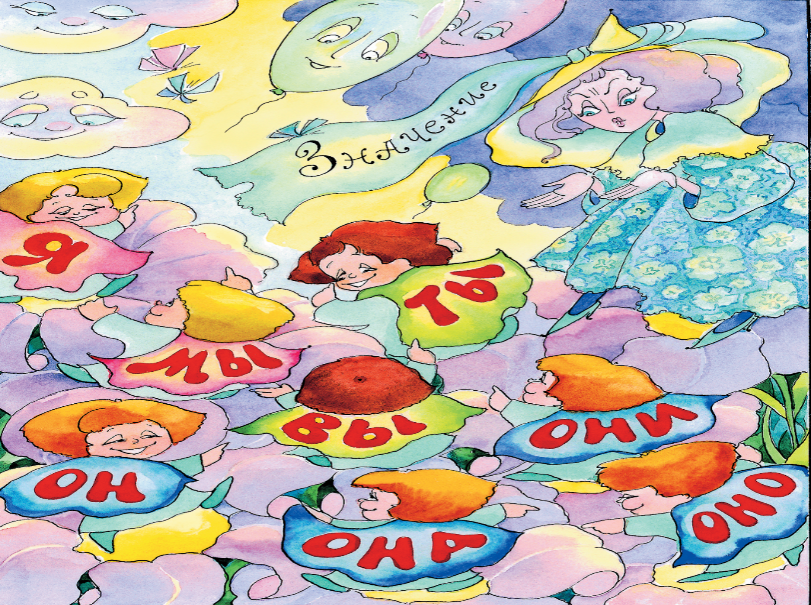 Значение
Я
ТЫ
МЫ
ВЫ
ОНИ
ОН
ОНА
ОНО